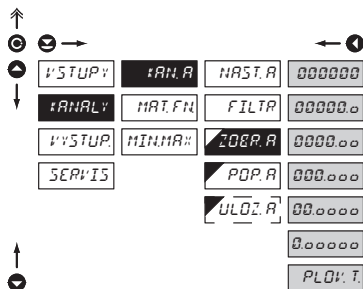 VSTUPY KAN. A NAST. A 000000
KANALY MAT. FN. FILTR 00000.0
VYSTUP. MIN.MAX ZOBR. A 0000.00
SERVIS POP. A 000.000
ULOZ. A 00.0000
0.00000
PLOV. T.